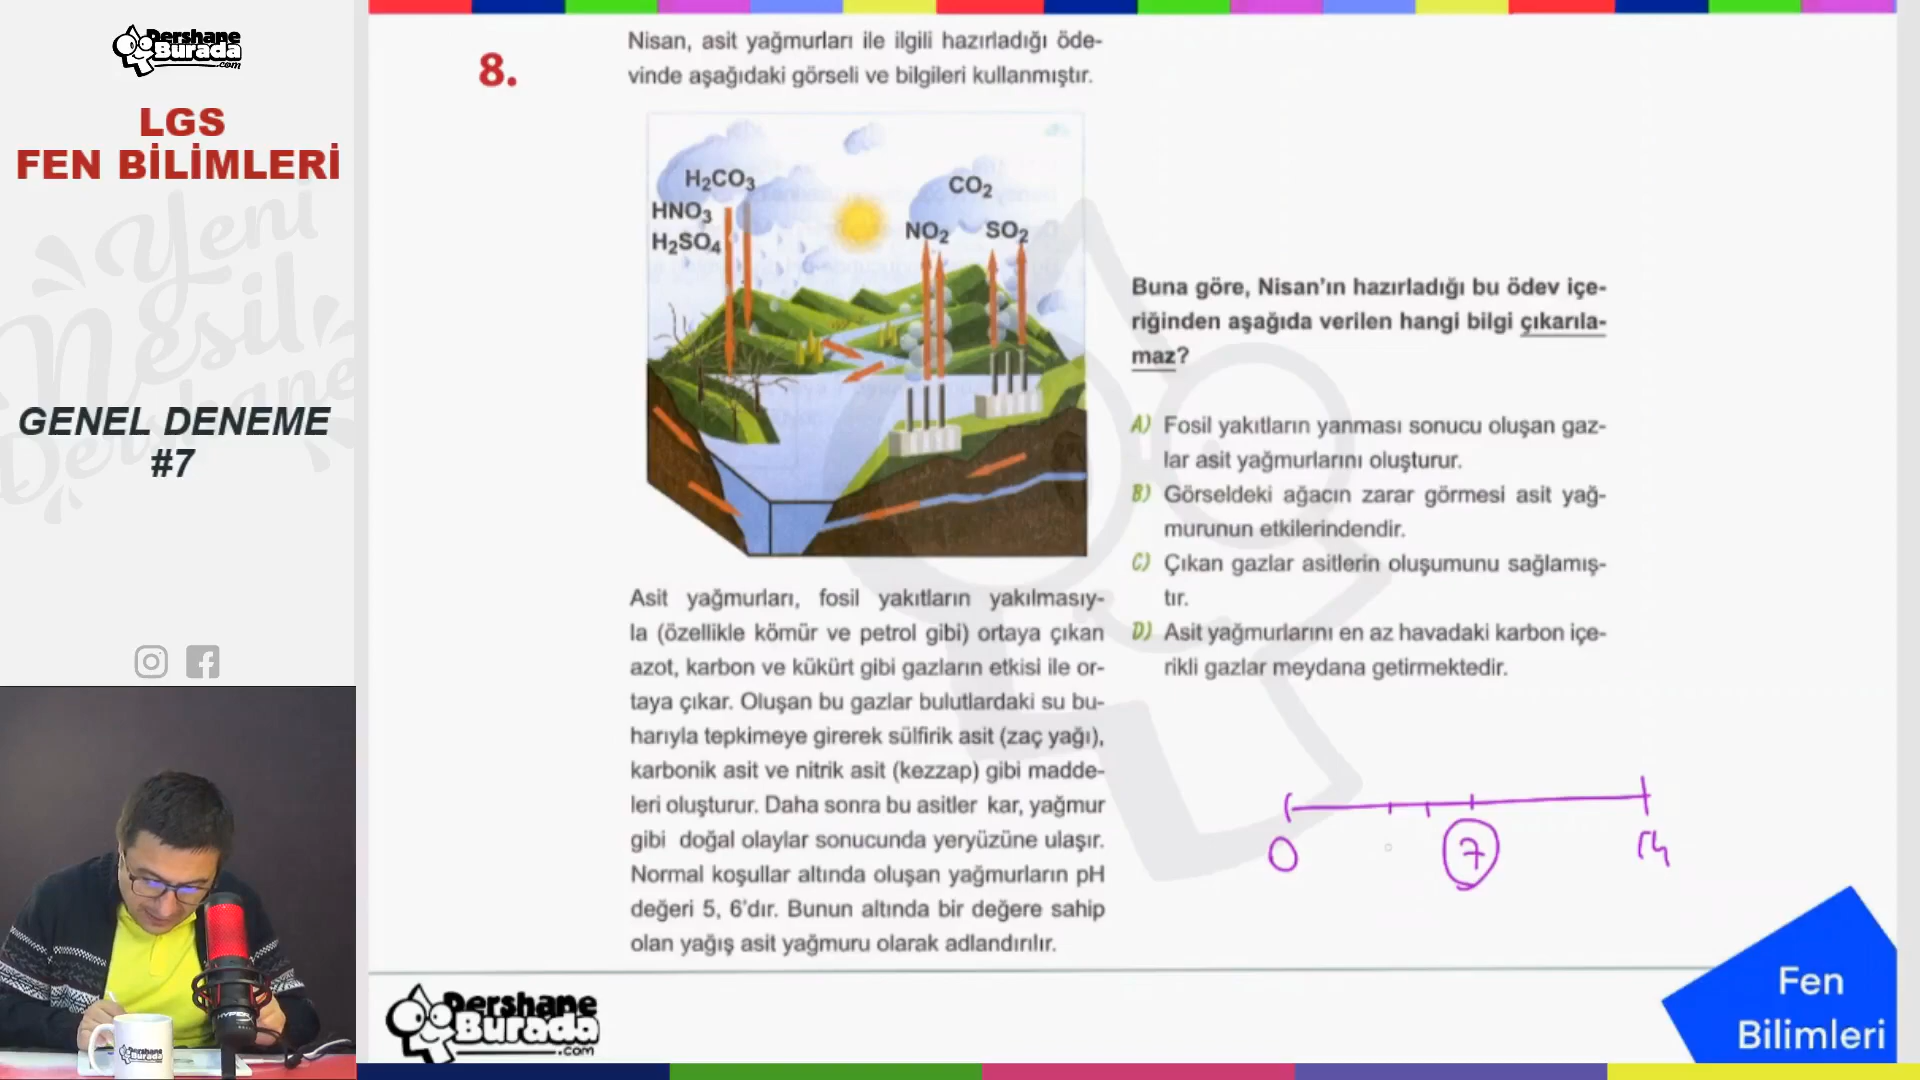 Dershane
Burada
.com
LGS
FEN BİLİMLERİ
Yeni
Nesil
Dershane
GENEL DENEME
#7
8.
Nisan, asit yağmurları ile ilgili hazırladığı öde-
vinde aşağıdaki görseli ve bilgileri kullanmıştır.
H₂CO₃
HNO₃
H₂SO₄
CO₂
NO₂
SO₂
Asit yağmurları, fosil yakıtların yakılmasıy-
la (özellikle kömür ve petrol gibi) ortaya çıkan
azot, karbon ve kükürt gibi gazların etkisi ile or-
taya çıkar. Oluşan bu gazlar bulutlardaki su bu-
harıyla tepkimeye girerek sülfirik asit (zaç yağı),
karbonik asit ve nitrik asit (kezzap) gibi madde-
leri oluşturur. Daha sonra bu asitler kar, yağmur
gibi doğal olaylar sonucunda yeryüzüne ulaşır.
Normal koşullar altında oluşan yağmurların pH
değeri 5, 6'dır. Bunun altında bir değere sahip
olan yağış asit yağmuru olarak adlandırılır.
Buna göre, Nisan'ın hazırladığı bu ödev içe-
riğinden aşağıda verilen hangi bilgi çıkarıla-
maz?
A) Fosil yakıtların yanması sonucu oluşan gaz-
lar asit yağmurlarını oluşturur.
B) Görseldeki ağacın zarar görmesi asit yağ-
murunun etkilerindendir.
C) Çıkan gazlar asitlerin oluşumunu sağlamış-
tır.
D) Asit yağmurlarını en az havadaki karbon içe-
rikli gazlar meydana getirmektedir.
0 7 14
Dershane
Burada
.com
Fen
Bilimleri
HYPERX
Dershane
Burada